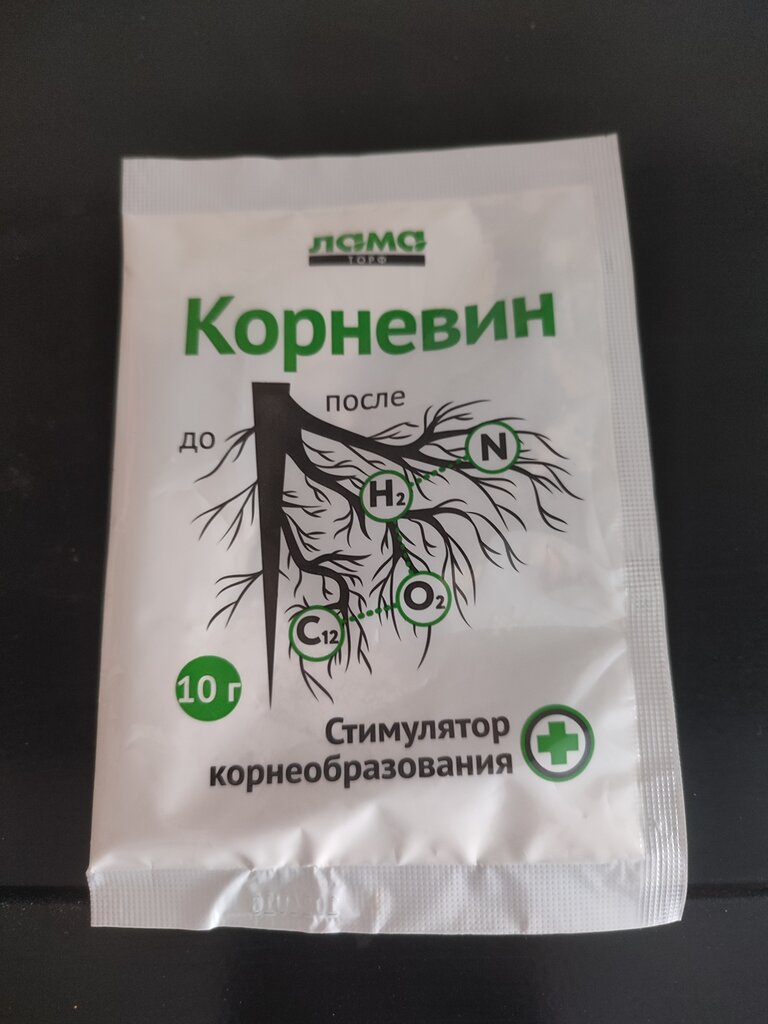 лама
ТОРФ
Корневин
после
до
N
H₂
O₂
C₁₂
10 г
Стимулятор
корнеобразования